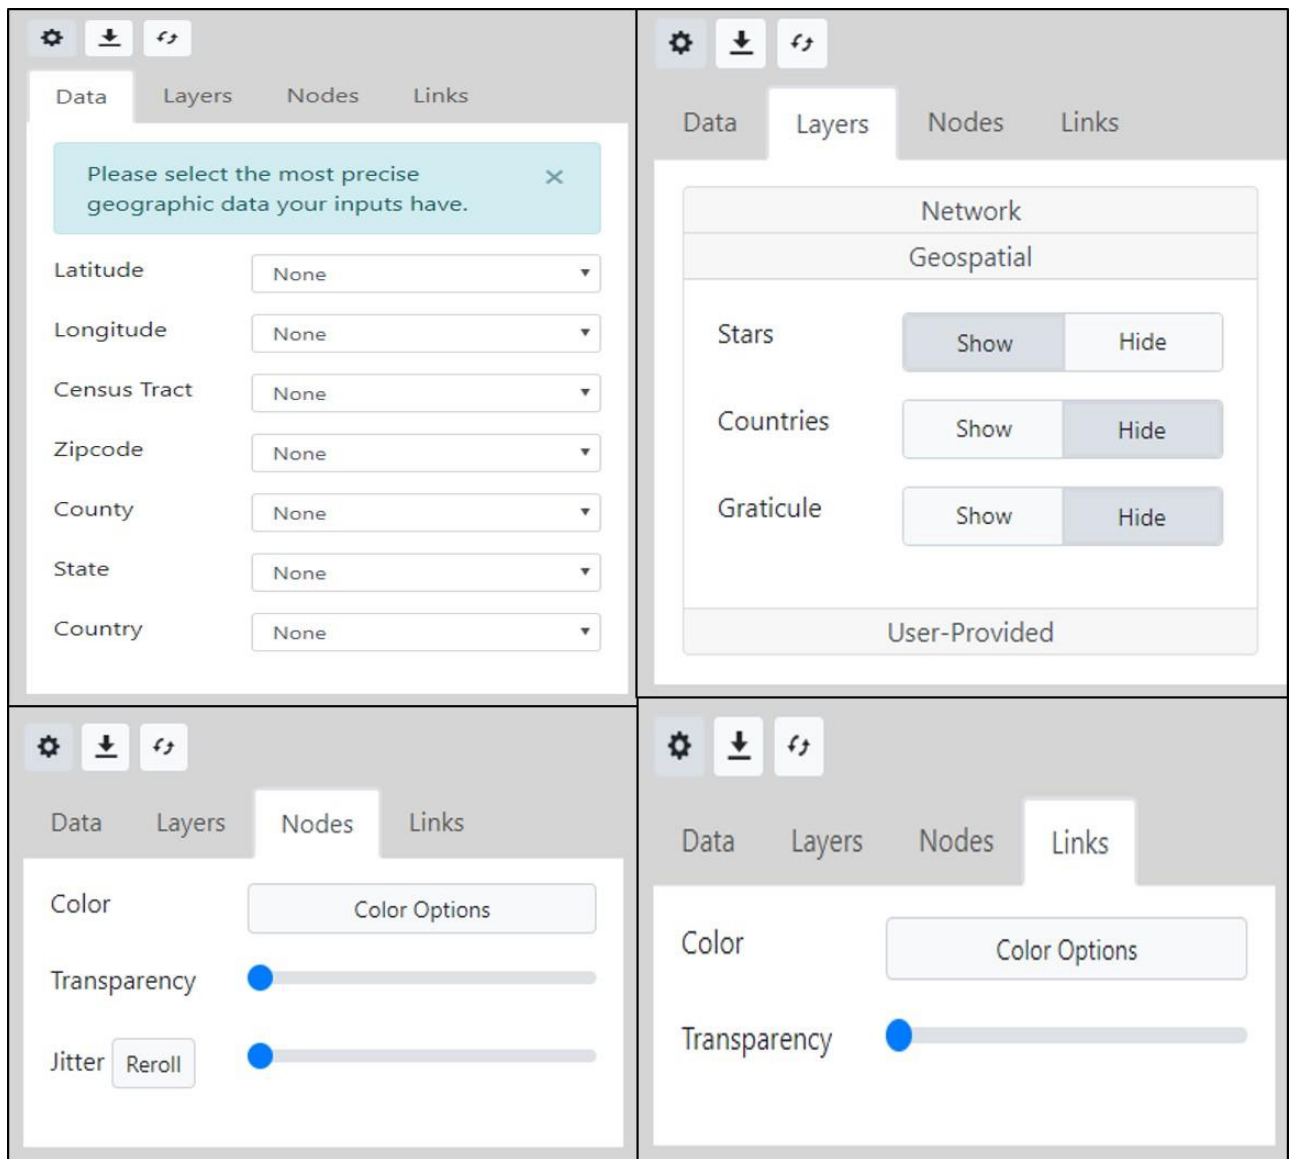 Data Layers Nodes Links
Please select the most precise
geographic data your inputs have.
×
Latitude None
Longitude None
Census Tract None
Zipcode None
County None
State None
Country None
Data Layers Nodes Links
Network
Geospatial
Stars Show Hide
Countries Show Hide
Graticule Show Hide
User-Provided
Data Layers Nodes Links
Color Color Options
Transparency
Jitter Reroll
Data Layers Nodes Links
Color Color Options
Transparency